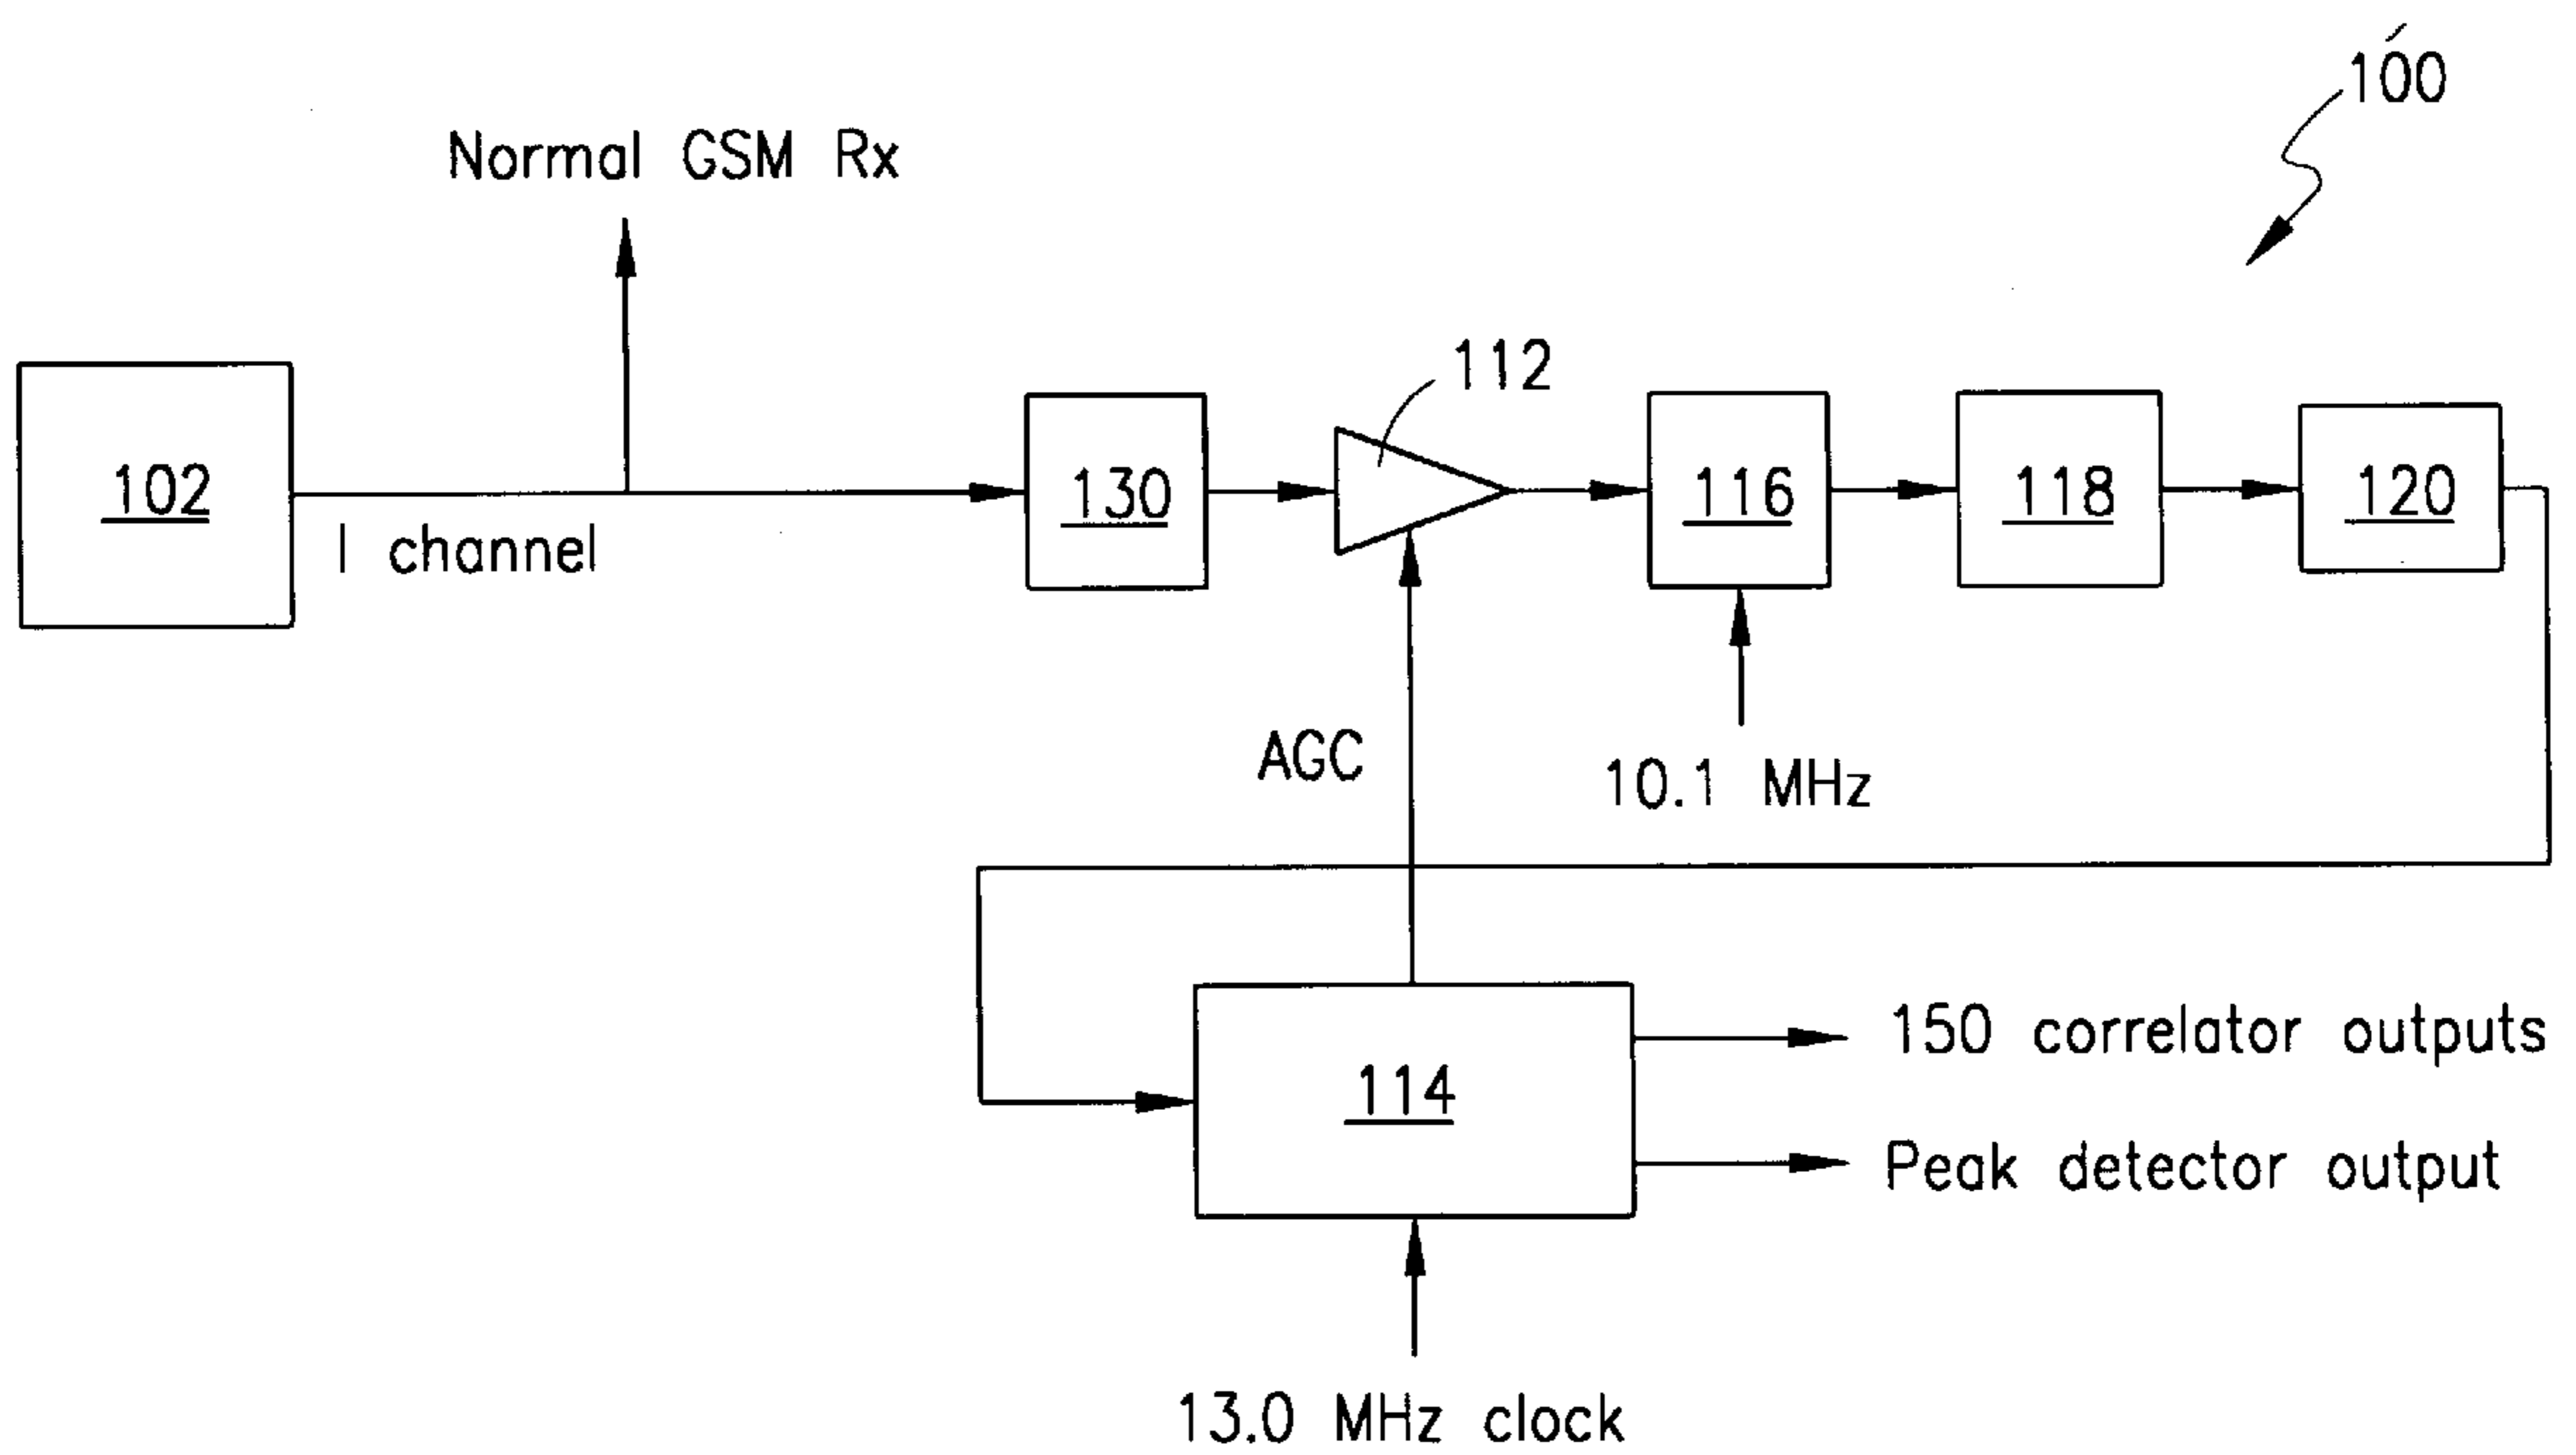 100
Normal GSM Rx
112
102
130
116
118
120
I channel
AGC
10.1 MHz
150 correlator outputs
114
Peak detector output
13.0 MHz clock